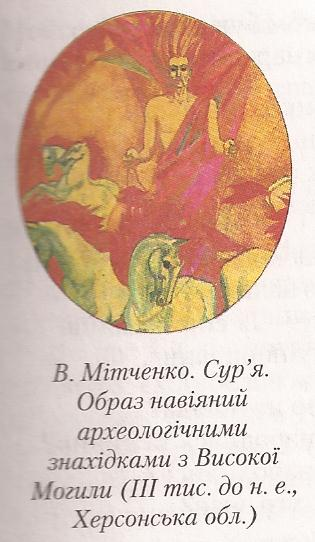 В. Мітченко. Сур’я.
Образ навіяний
археологічними
знахідками з Високої
Могили (III тис. до н. е.,
Херсонська обл.)